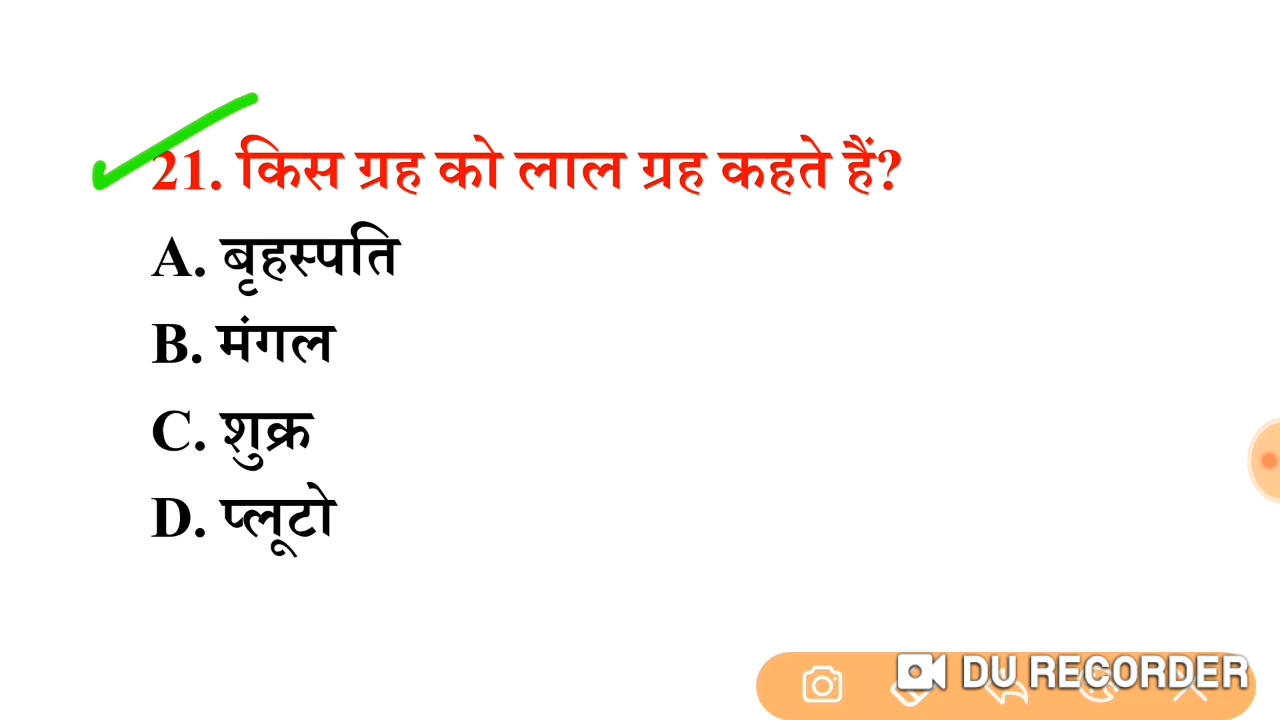 21. किस ग्रह को लाल ग्रह कहते हैं?
A. बृहस्पति
B. मंगल
C. शुक्र
D. प्लूटो
DU RECORDER